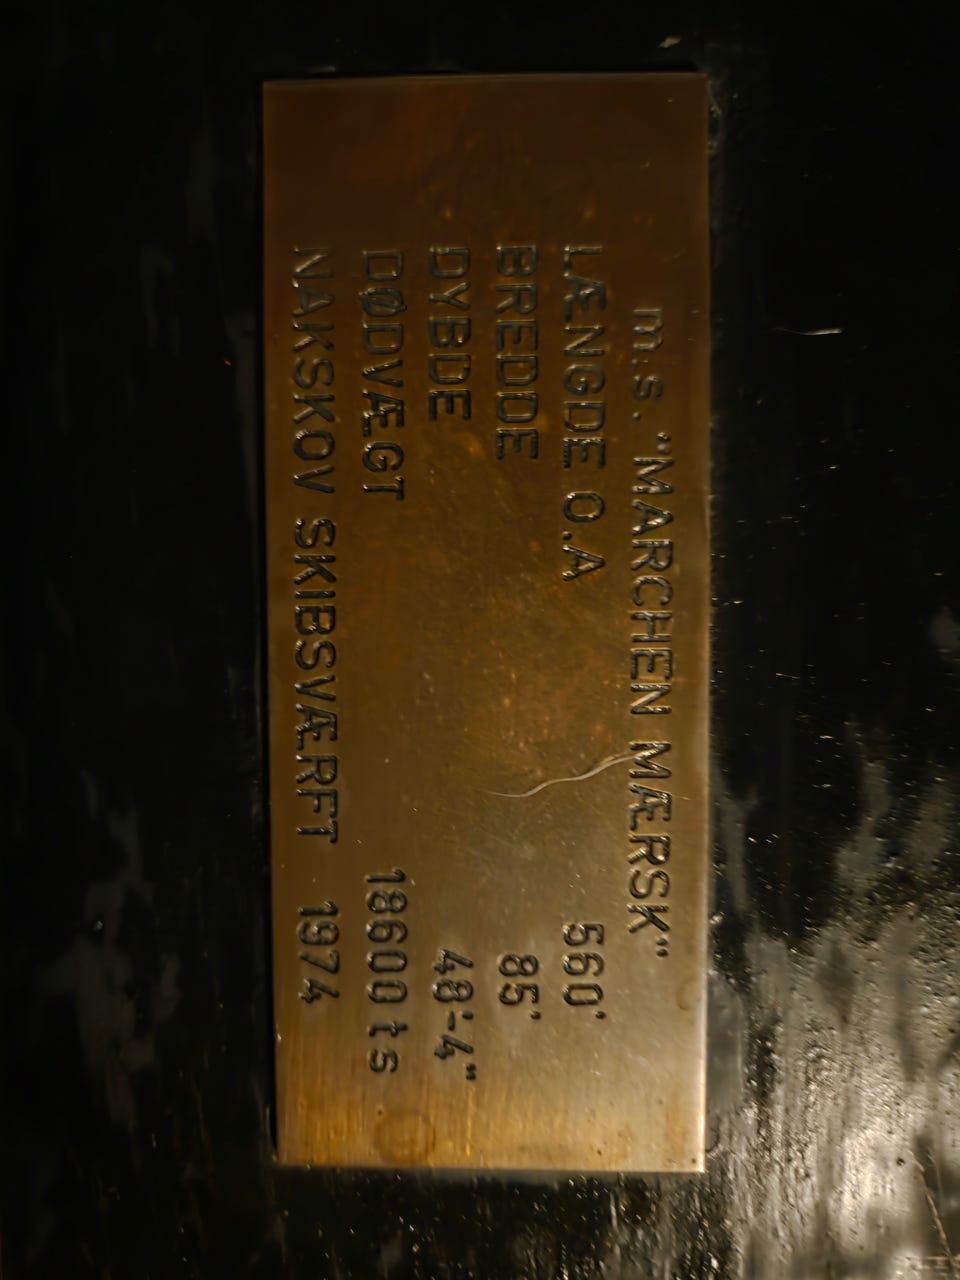 m.s. "MARCHEN MÆRSK"
LÆNGDE O.A 560'
BREDDE 85'
DYBDE 48'-4"
DØDVÆGT 18600 ts
NAKSKOV SKIBSVÆRFT 1974